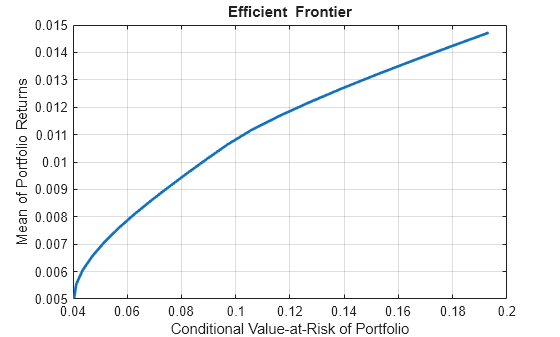 Efficient Frontier
0.015
0.014
0.013
0.012
0.011
0.01
0.009
0.008
0.007
0.006
0.005
Mean of Portfolio Returns
0.04 0.06 0.08 0.1 0.12 0.14 0.16 0.18 0.2
Conditional Value-at-Risk of Portfolio